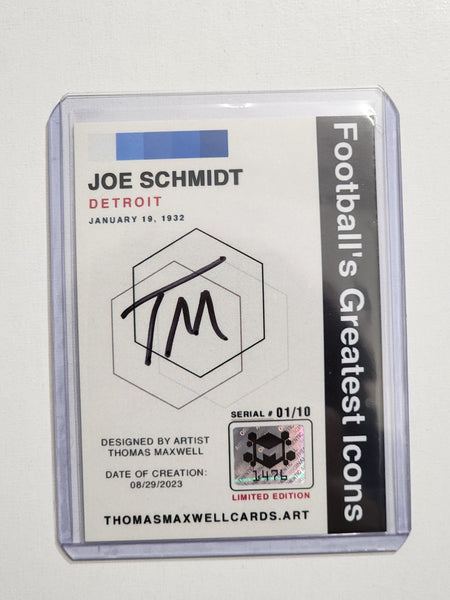 JOE SCHMIDT
DETROIT
JANUARY 19, 1932
Football's Greatest Icons
TM
SERIAL # 01/10
1476
LIMITED EDITION
DESIGNED BY ARTIST
THOMAS MAXWELL
DATE OF CREATION:
08/29/2023
THOMASMAXWELLCARDS.ART